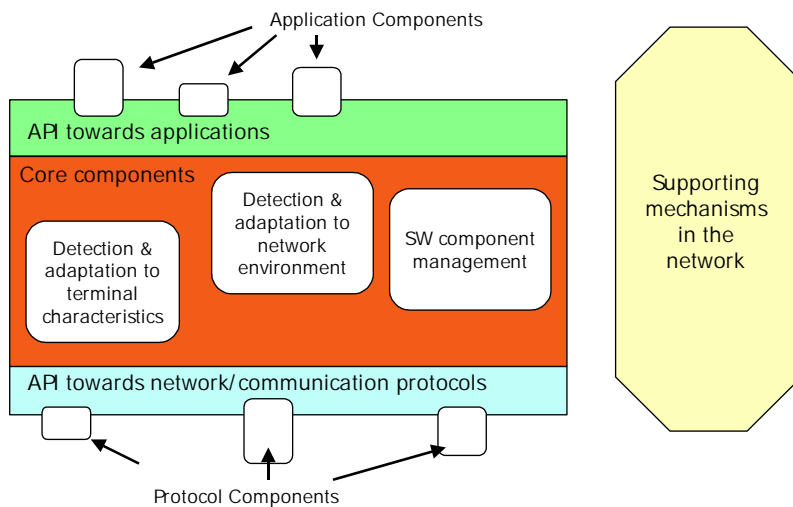 Application Components
API towards applications
Core components
Detection &
adaptation to
terminal
characteristics
Detection &
adaptation to
network
environment
SW component
management
API towards network/communication protocols
Protocol Components
Supporting
mechanisms
in the
network